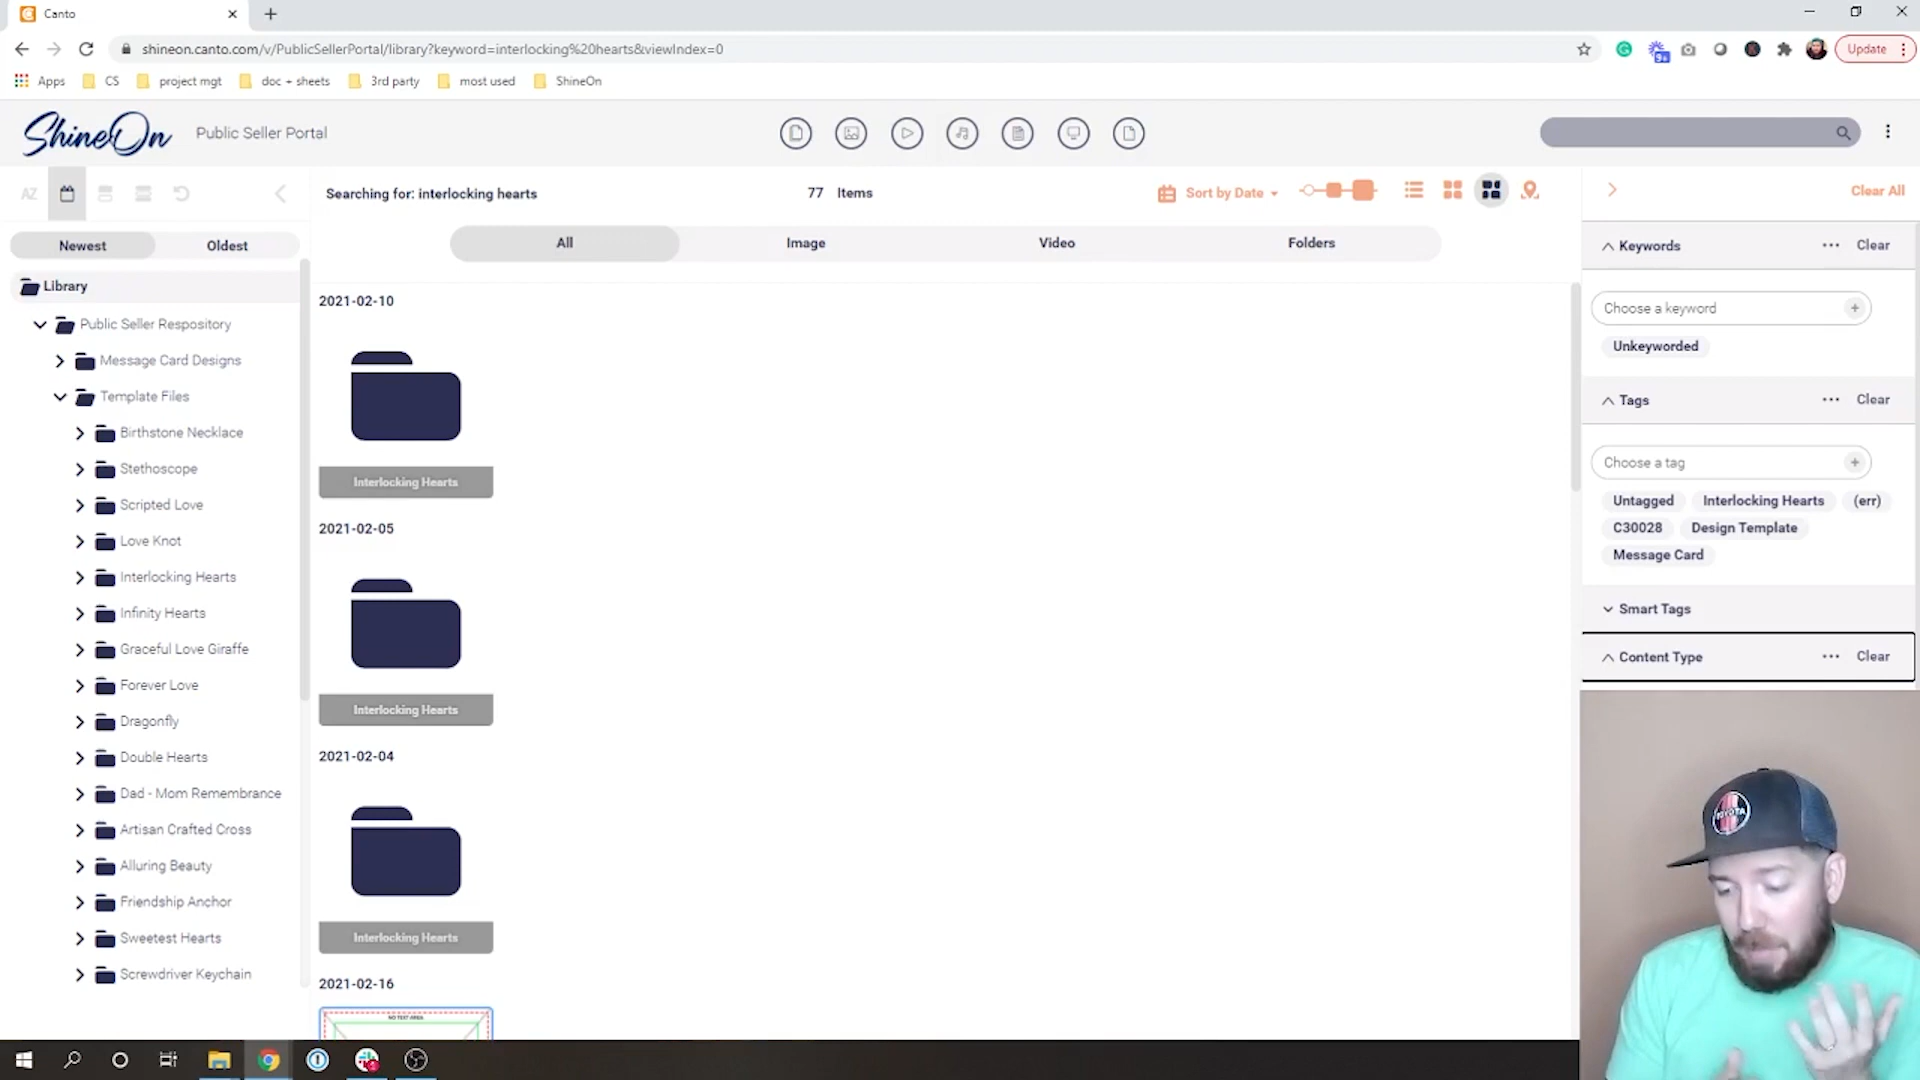 Canto
shineon.canto.com/v/PublicSellerPortal/library?keyword=interlocking%20hearts&viewIndex=0
9+
Update
Apps
CS
project mgt
doc + sheets
3rd party
most used
ShineOn
ShineOn
Public Seller Portal
AZ
Searching for: interlocking hearts
77 Items
Sort by Date
Clear All
Newest
Oldest
All
Image
Video
Folders
Library
Public Seller Respository
Message Card Designs
Template Files
Birthstone Necklace
Stethoscope
Scripted Love
Love Knot
Interlocking Hearts
Infinity Hearts
Graceful Love Giraffe
Forever Love
Dragonfly
Double Hearts
Dad - Mom Remembrance
Artisan Crafted Cross
Alluring Beauty
Friendship Anchor
Sweetest Hearts
Screwdriver Keychain
2021-02-10
Interlocking Hearts
2021-02-05
Interlocking Hearts
2021-02-04
Interlocking Hearts
2021-02-16
NO TEXT AREA
Keywords
Clear
Choose a keyword
Unkeyworded
Tags
Clear
Choose a tag
Untagged
Interlocking Hearts
(err)
C30028
Design Template
Message Card
Smart Tags
Content Type
Clear
TOYOTA